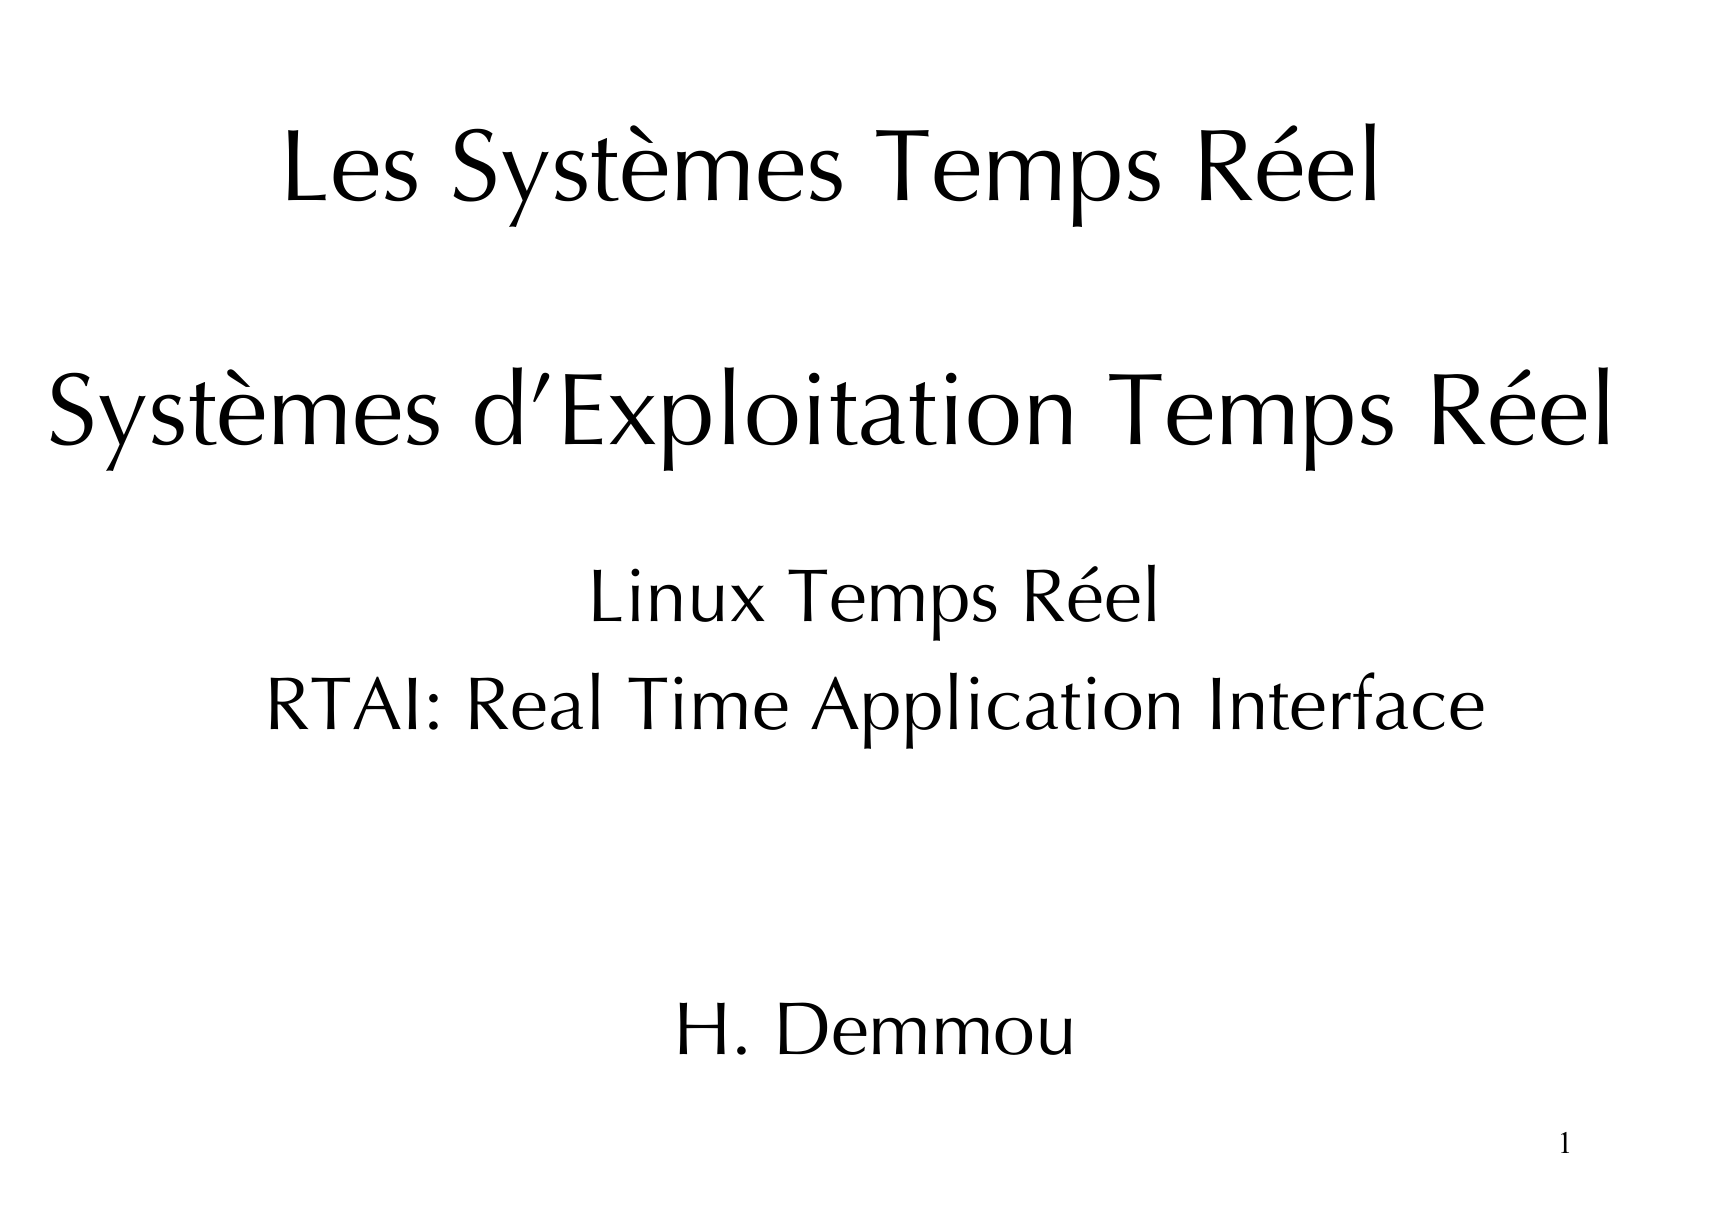 Les Systèmes Temps Réel
Systèmes d’Exploitation Temps Réel
Linux Temps Réel
RTAI: Real Time Application Interface
H. Demmou
1